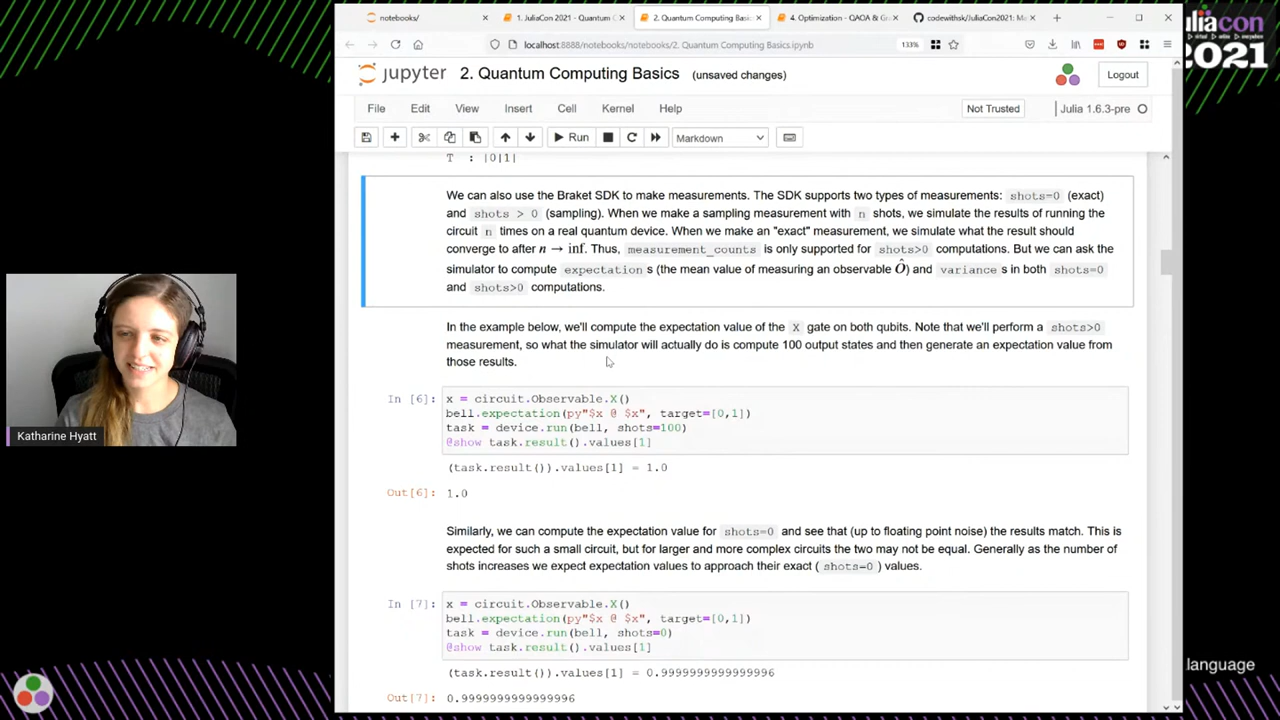 notebooks/
1. JuliaCon 2021 - Quantum C
2. Quantum Computing Basic
4. Optimization - QAOA & Gr
codewithsk/JuliaCon2021: Ma
uliacon
2021
localhost:8888/notebooks/notebooks/2. Quantum Computing Basics.ipynb
133%
jupyter 2. Quantum Computing Basics (unsaved changes)
Logout
File Edit View Insert Cell Kernel Help
Not Trusted
Julia 1.6.3-pre
Run
Markdown
T : |0|1|
We can also use the Braket SDK to make measurements. The SDK supports two types of measurements: shots=0 (exact)
and shots > 0 (sampling). When we make a sampling measurement with n shots, we simulate the results of running the
circuit n times on a real quantum device. When we make an "exact" measurement, we simulate what the result should
converge to after n → inf. Thus, measurement_counts is only supported for shots>0 computations. But we can ask the
simulator to compute expectation s (the mean value of measuring an observable Ô) and variance s in both shots=0
and shots>0 computations.
In the example below, we'll compute the expectation value of the X gate on both qubits. Note that we'll perform a shots>0
measurement, so what the simulator will actually do is compute 100 output states and then generate an expectation value from
those results.
In [6]: x = circuit.Observable.X()
bell.expectation(py"$x @ $x", target=[0,1])
task = device.run(bell, shots=100)
@show task.result().values[1]
(task.result()).values[1] = 1.0
Out[6]: 1.0
Similarly, we can compute the expectation value for shots=0 and see that (up to floating point noise) the results match. This is
expected for such a small circuit, but for larger and more complex circuits the two may not be equal. Generally as the number of
shots increases we expect expectation values to approach their exact ( shots=0 ) values.
In [7]: x = circuit.Observable.X()
bell.expectation(py"$x @ $x", target=[0,1])
task = device.run(bell, shots=0)
@show task.result().values[1]
(task.result()).values[1] = 0.9999999999999996
Out[7]: 0.9999999999999996
Katharine Hyatt
language